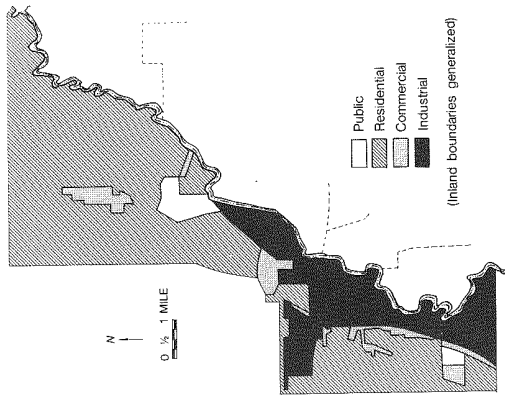 N
0 ½ 1 MILE
Public
Residential
Commercial
Industrial
(Inland boundaries generalized)